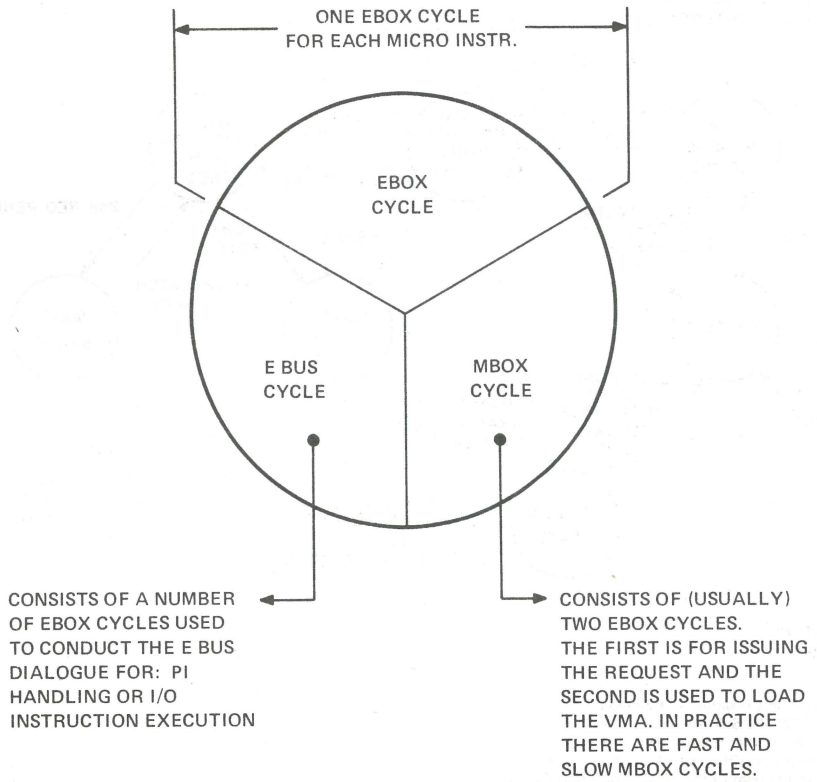 ONE EBOX CYCLE
FOR EACH MICRO INSTR.
EBOX
CYCLE
E BUS
CYCLE
MBOX
CYCLE
CONSISTS OF A NUMBER
OF EBOX CYCLES USED
TO CONDUCT THE E BUS
DIALOGUE FOR: PI
HANDLING OR I/O
INSTRUCTION EXECUTION
CONSISTS OF (USUALLY)
TWO EBOX CYCLES.
THE FIRST IS FOR ISSUING
THE REQUEST AND THE
SECOND IS USED TO LOAD
THE VMA. IN PRACTICE
THERE ARE FAST AND
SLOW MBOX CYCLES.